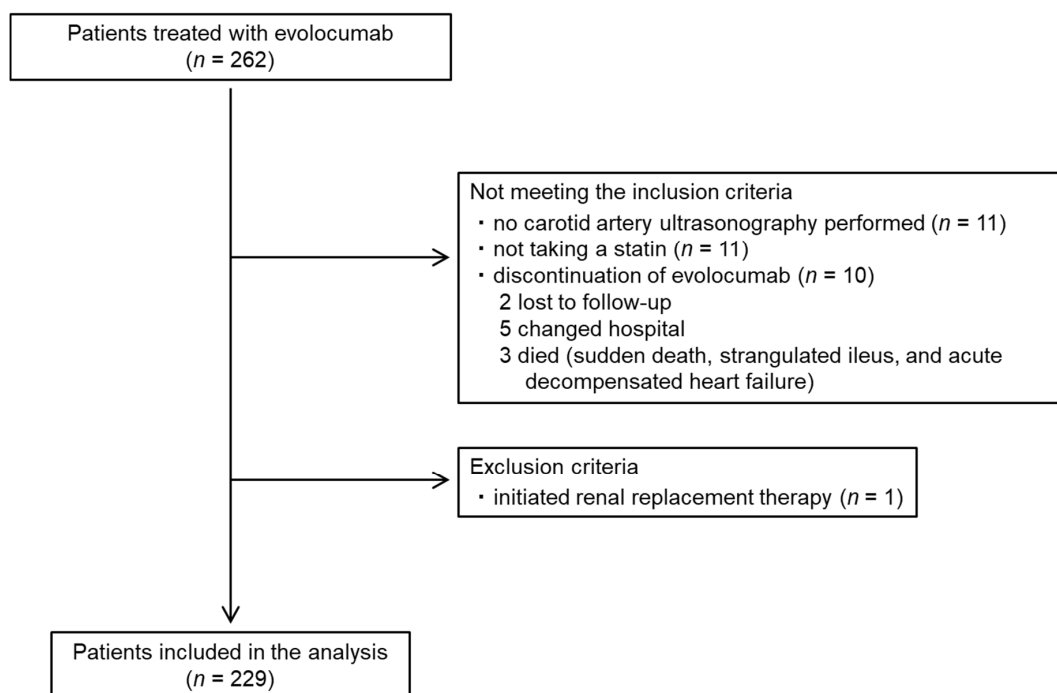 Patients treated with evolocumab
(n = 262)
Not meeting the inclusion criteria
・no carotid artery ultrasonography performed (n = 11)
・not taking a statin (n = 11)
・discontinuation of evolocumab (n = 10)
2 lost to follow-up
5 changed hospital
3 died (sudden death, strangulated ileus, and acute
decompensated heart failure)
Exclusion criteria
・initiated renal replacement therapy (n = 1)
Patients included in the analysis
(n = 229)